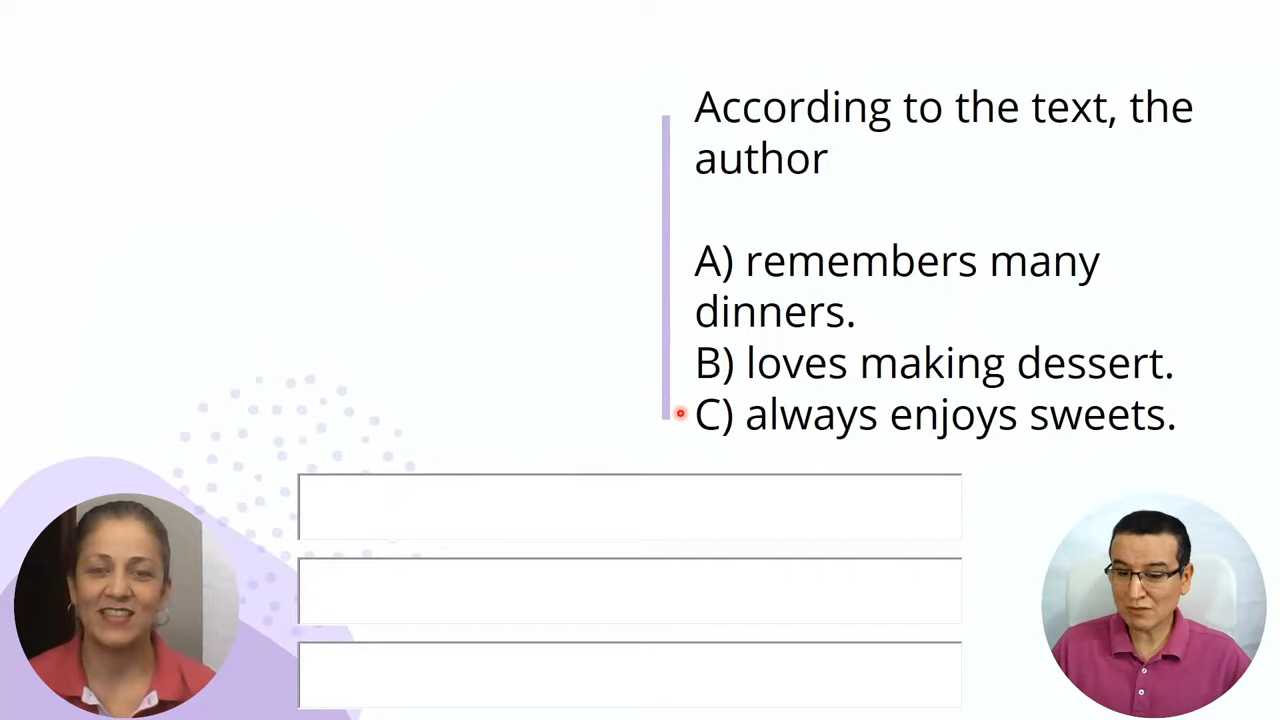 According to the text, the
author
A) remembers many
dinners.
B) loves making dessert.
C) always enjoys sweets.